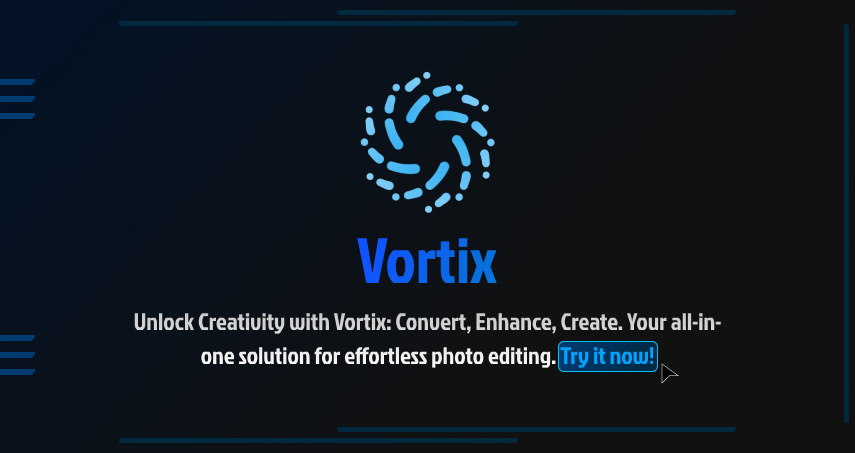 Vortix
Unlock Creativity with Vortix: Convert, Enhance, Create. Your all-in-
one solution for effortless photo editing. Try it now!